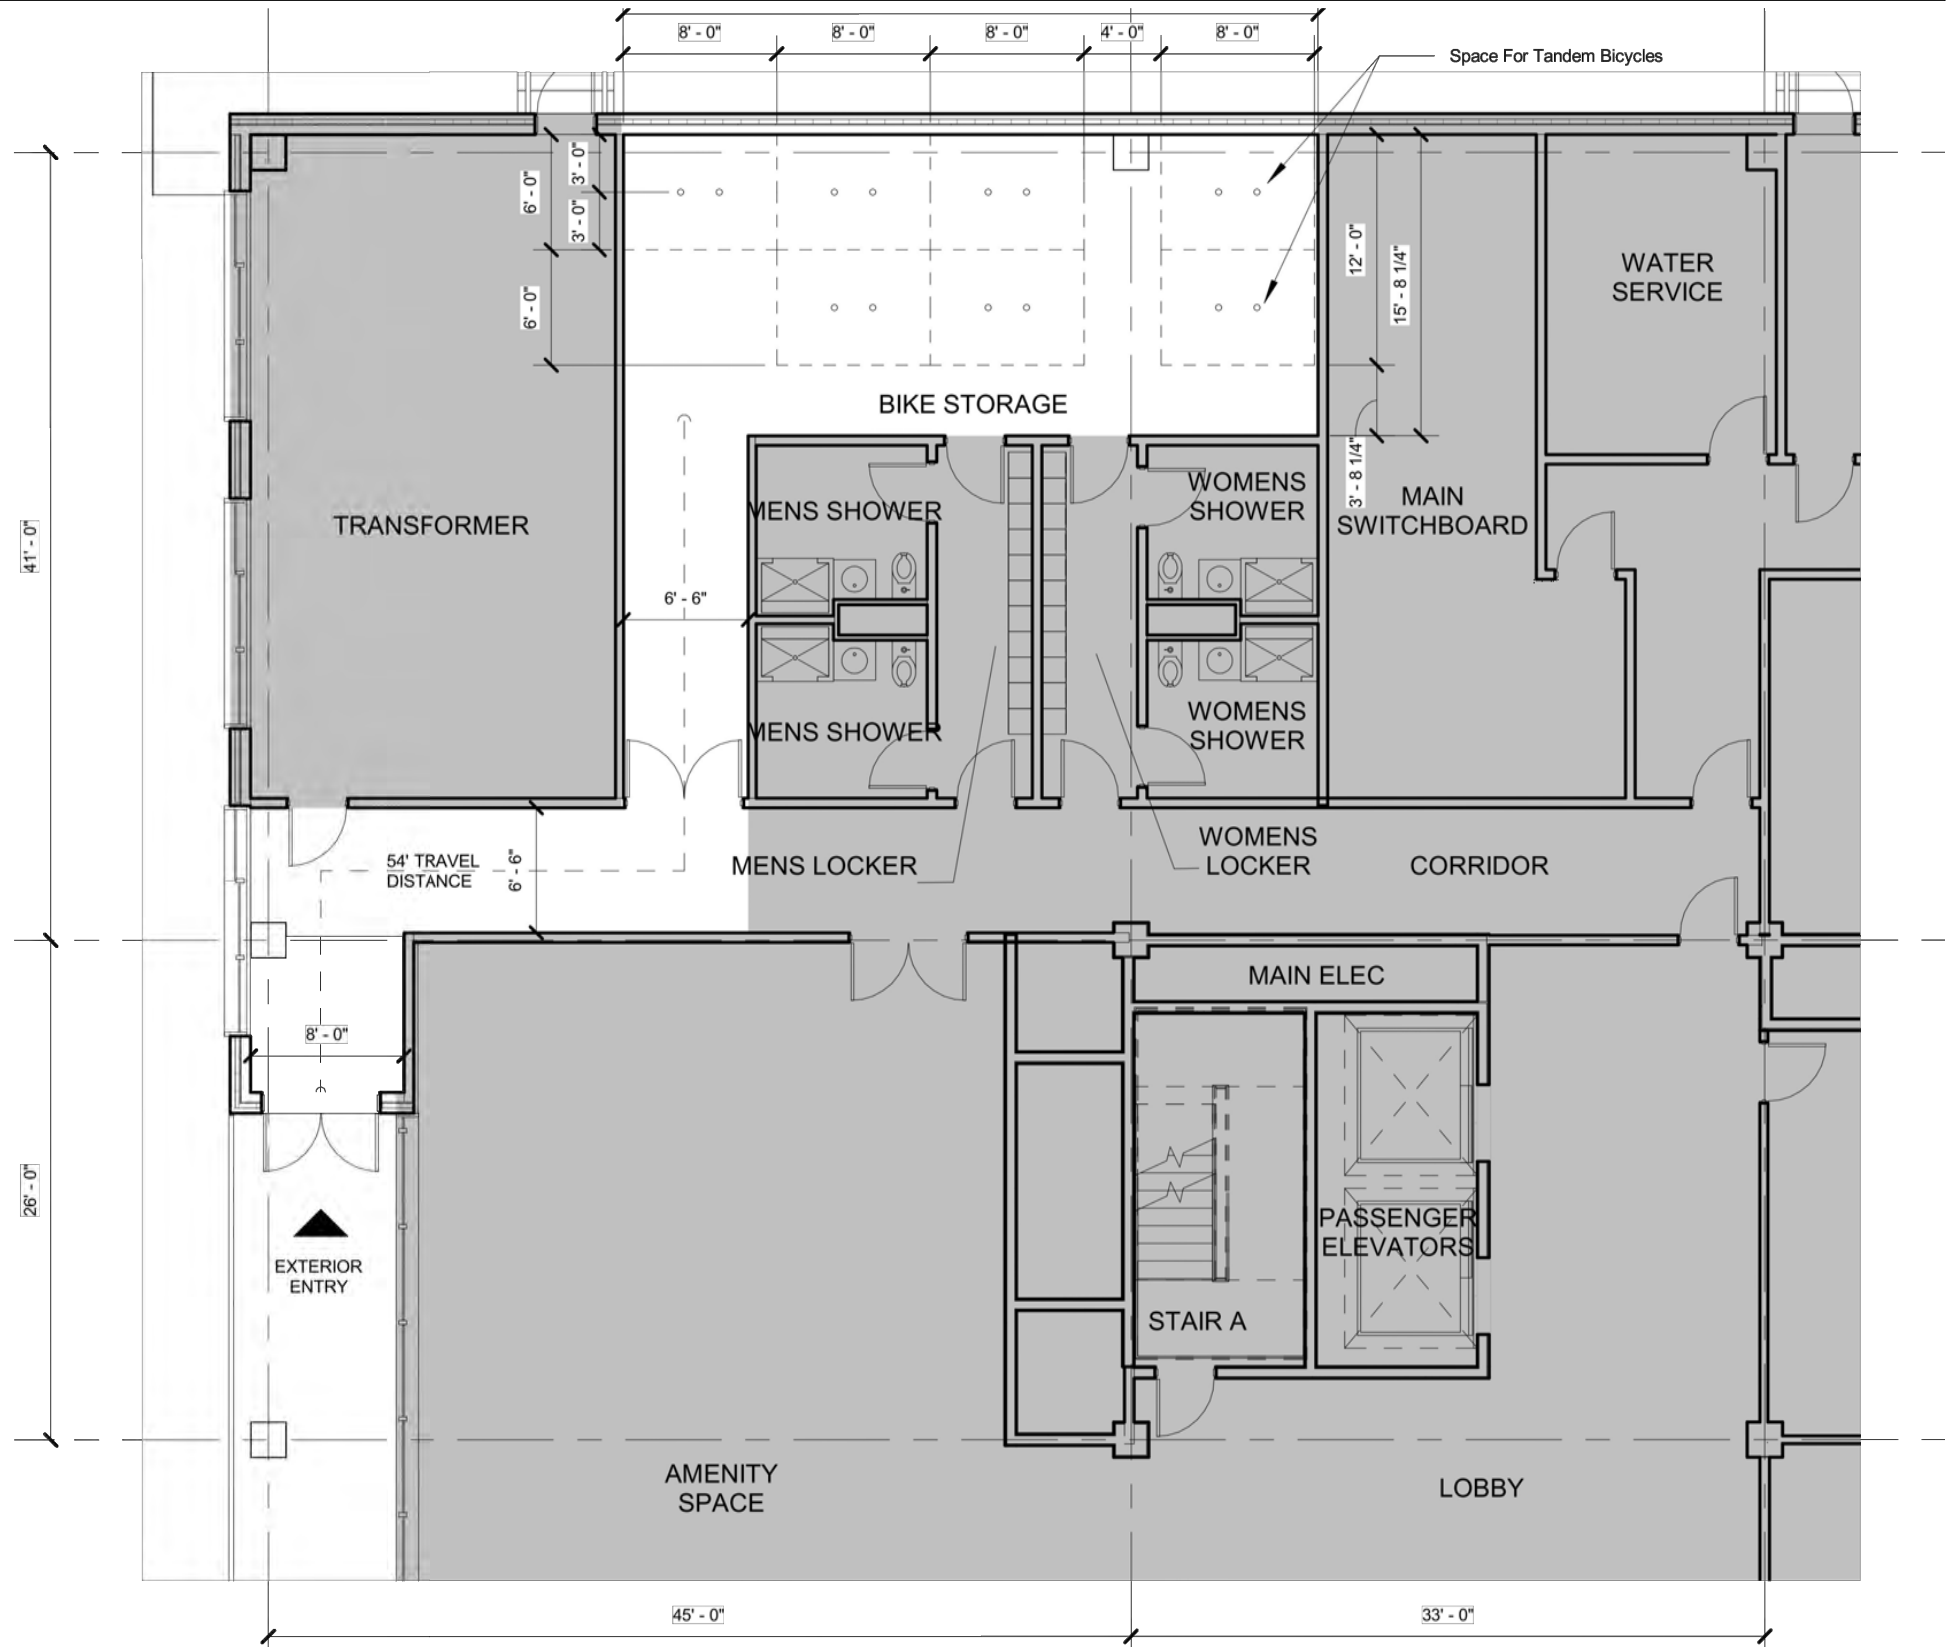 8' - 0"
8' - 0"
8' - 0"
4' - 0"
8' - 0"
Space For Tandem Bicycles
3' - 0"
6' - 0"
3' - 0"
6' - 0"
12' - 0"
15' - 8 1/4"
3' - 8 1/4"
WATER
SERVICE
BIKE STORAGE
TRANSFORMER
MENS SHOWER
WOMENS
SHOWER
MAIN
SWITCHBOARD
41' - 0"
6' - 6"
MENS SHOWER
WOMENS
SHOWER
54' TRAVEL
DISTANCE
6' - 6"
MENS LOCKER
WOMENS
LOCKER
CORRIDOR
MAIN ELEC
8' - 0"
26' - 0"
EXTERIOR
ENTRY
PASSENGER
ELEVATORS
STAIR A
AMENITY
SPACE
LOBBY
45' - 0"
33' - 0"